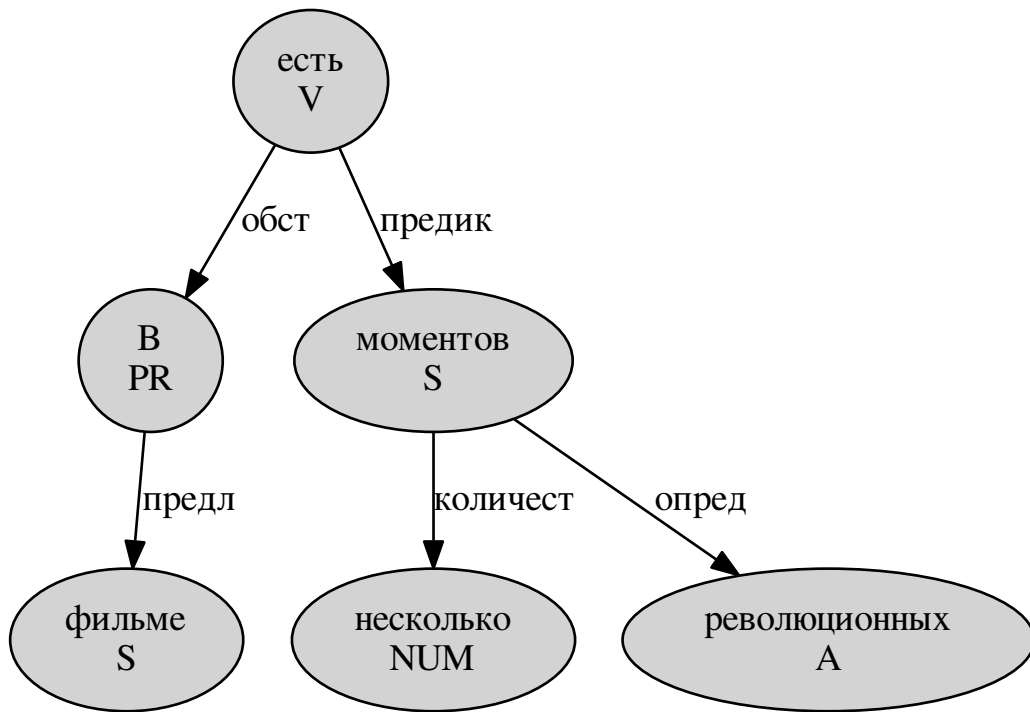 есть
V
обст
предик
В
PR
моментов
S
предл
количест
опред
фильме
S
несколько
NUM
революционных
A